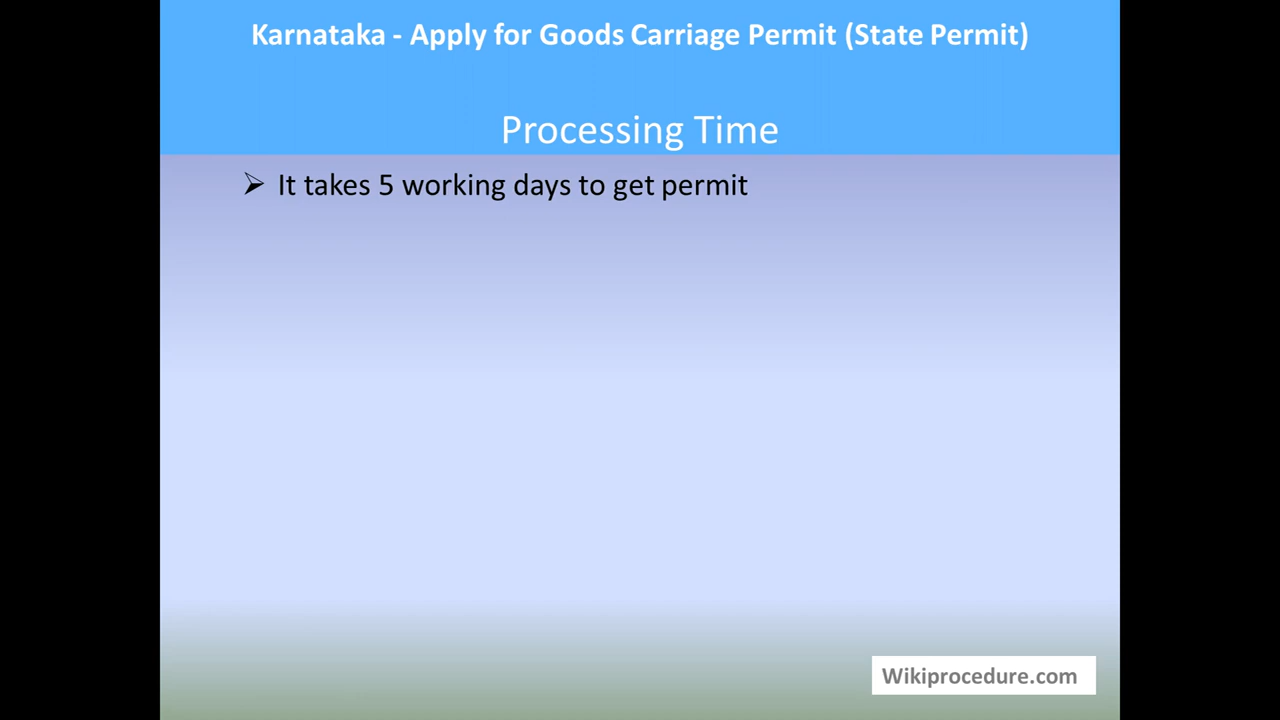 Karnataka - Apply for Goods Carriage Permit (State Permit)
Processing Time
➢ It takes 5 working days to get permit
Wikiprocedure.com